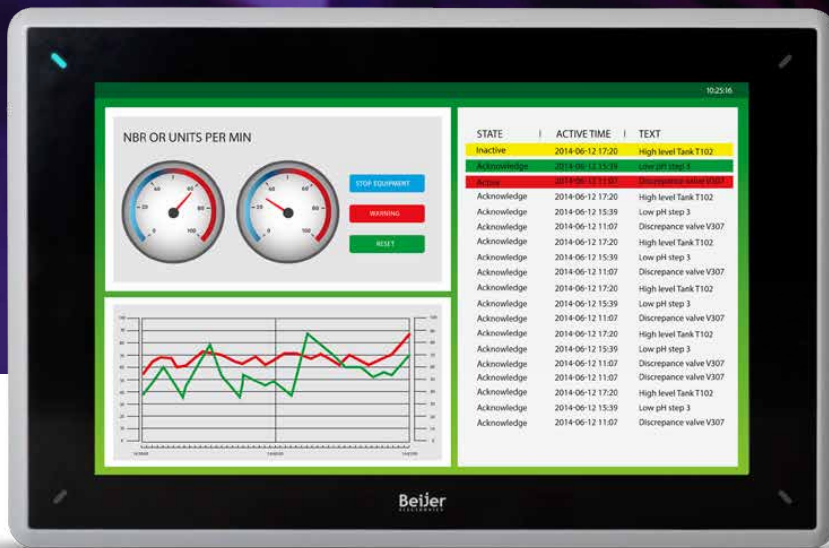 10:25:16
NBR OR UNITS PER MIN
STOP EQUIPMENT
WARNING
RESET
STATE | ACTIVE TIME | TEXT
Inactive 2014-06-12 17:20 High level Tank T102
Acknowledge 2014-06-12 15:39 Low pH step 3
Active 2014-06-12 11:07 Discrepance valve V307
Acknowledge 2014-06-12 17:20 High level Tank T102
Acknowledge 2014-06-12 15:39 Low pH step 3
Acknowledge 2014-06-12 11:07 Discrepance valve V307
Acknowledge 2014-06-12 17:20 High level Tank T102
Acknowledge 2014-06-12 15:39 Low pH step 3
Acknowledge 2014-06-12 11:07 Discrepance valve V307
Acknowledge 2014-06-12 17:20 High level Tank T102
Acknowledge 2014-06-12 15:39 Low pH step 3
Acknowledge 2014-06-12 11:07 Discrepance valve V307
Acknowledge 2014-06-12 17:20 High level Tank T102
Acknowledge 2014-06-12 15:39 Low pH step 3
Acknowledge 2014-06-12 11:07 Discrepance valve V307
Acknowledge 2014-06-12 11:07 Discrepance valve V307
Acknowledge 2014-06-12 17:20 High level Tank T102
Acknowledge 2014-06-12 15:39 Low pH step 3
Acknowledge 2014-06-12 11:07 Discrepance valve V307
Beijer
ELECTRONICS